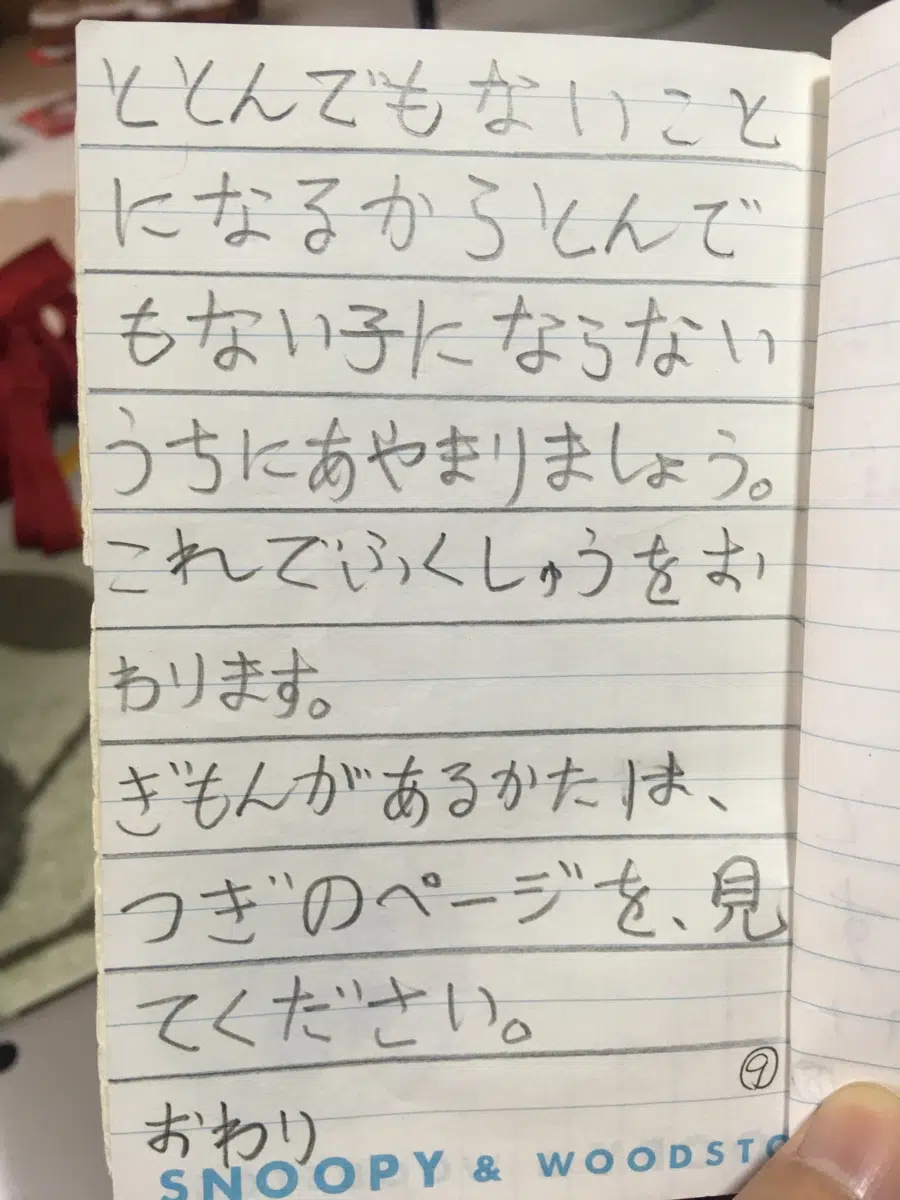 ととんでもないこと
になるからとんで
もない子にならない
うちにあやまりましょう。
これでふくしゅうをお
わります。
ぎもんがあるかたは、
つぎのページを、見
てください。
⑨
おわり
SNOOPY & WOODSTO